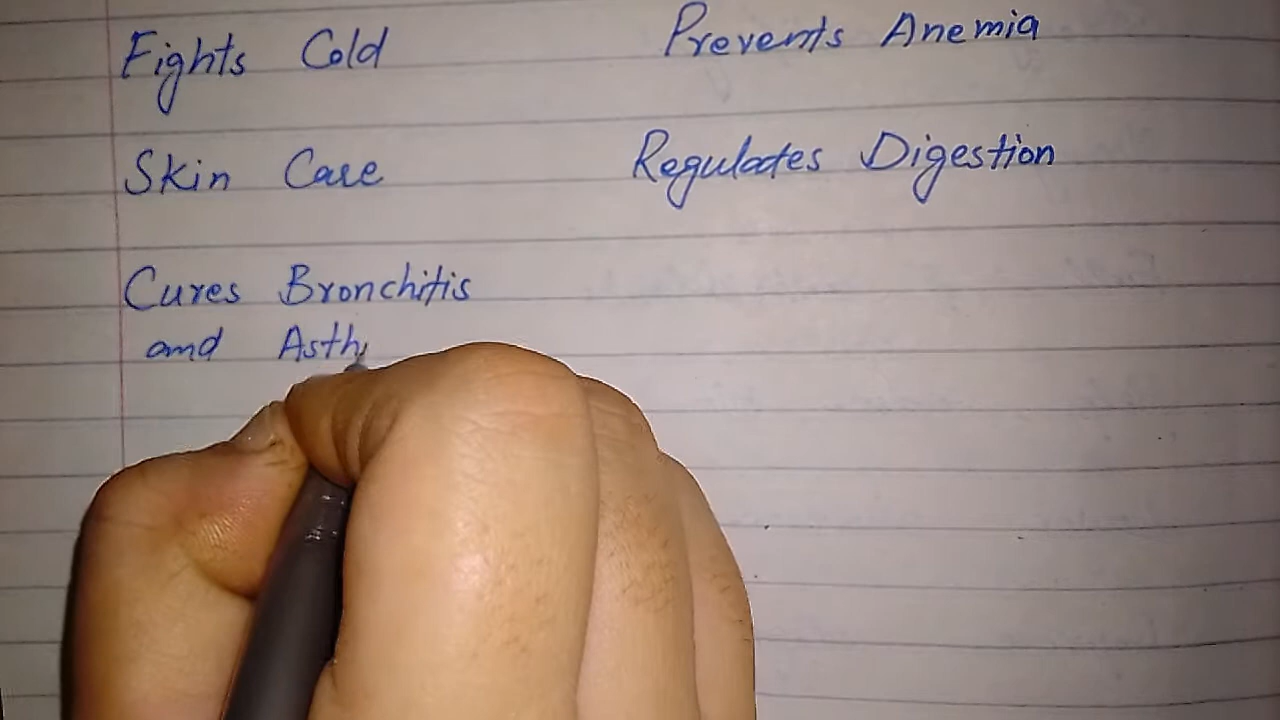 Fights Cold
Prevents Anemia
Skin Care
Regulates Digestion
Cures Bronchitis
and Asth